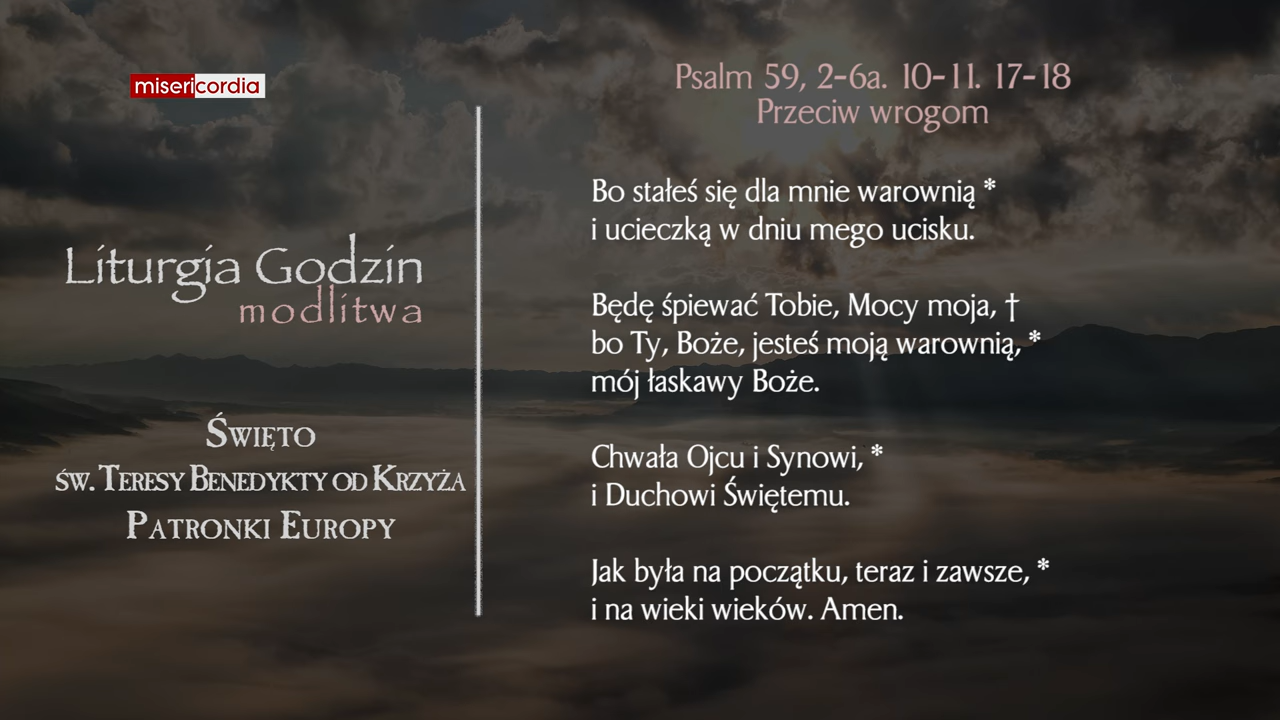 misericordia
Liturgia Godzin
modlitwa
Święto
św. Teresy Benedykty od Krzyża
Patronki Europy
Psalm 59, 2-6a. 10-11. 17-18
Przeciw wrogom
Bo stałeś się dla mnie warownią *
i ucieczką w dniu mego ucisku.
Będę śpiewać Tobie, Mocy moja, †
bo Ty, Boże, jesteś moją warownią, *
mój łaskawy Boże.
Chwała Ojcu i Synowi, *
i Duchowi Świętemu.
Jak była na początku, teraz i zawsze, *
i na wieki wieków. Amen.